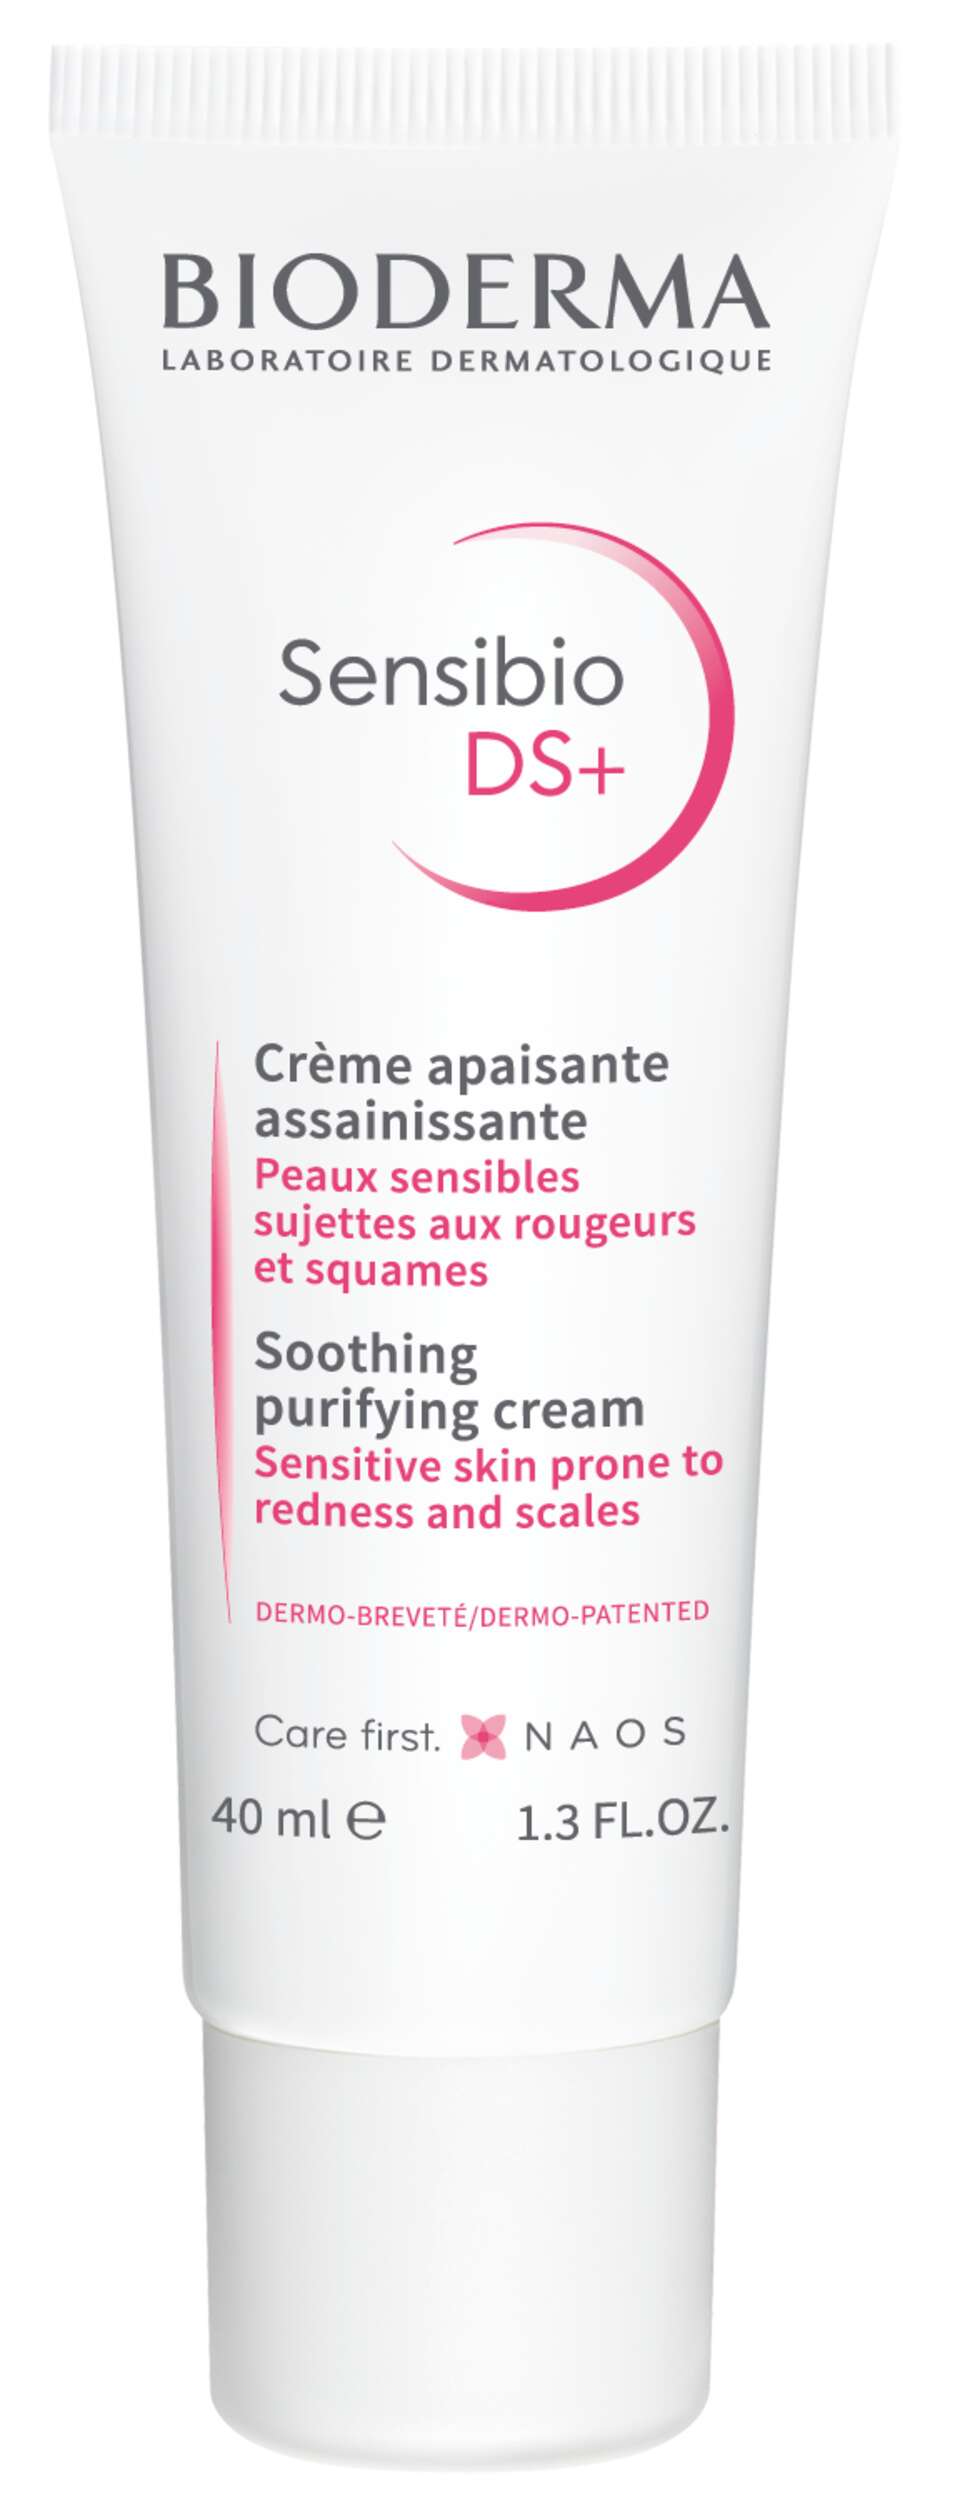 BIODERMA
LABORATOIRE DERMATOLOGIQUE
Sensibio
DS+
Crème apaisante
assainissante
Peaux sensibles
sujettes aux rougeurs
et squames
Soothing
purifying cream
Sensitive skin prone to
redness and scales
DERMO-BREVETÉ/DERMO-PATENTED
Care first. NAOS
40 ml ℮ 1.3 FL.OZ.